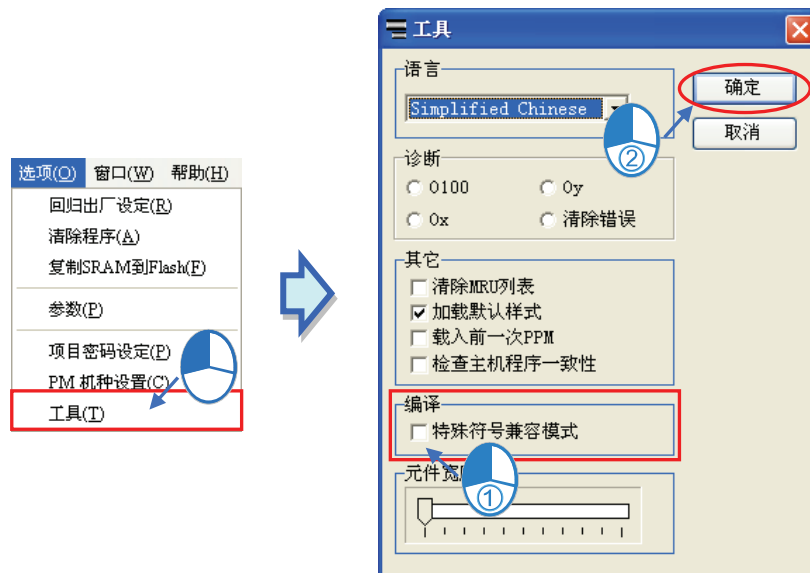 选项(O) 窗口(W) 帮助(H)
回归出厂设定(R)
清除程序(A)
复制SRAM到Flash(F)
参数(P)
项目密码设定(P)
PM 机种设置(C)
工具(T)
工具
语言
Simplified Chinese
确定
取消
②
诊断
O100
Oy
Ox
清除错误
其它
清除MRU列表
加载默认样式
载入前一次PPM
检查主机程序一致性
编译
特殊符号兼容模式
元件宽
①